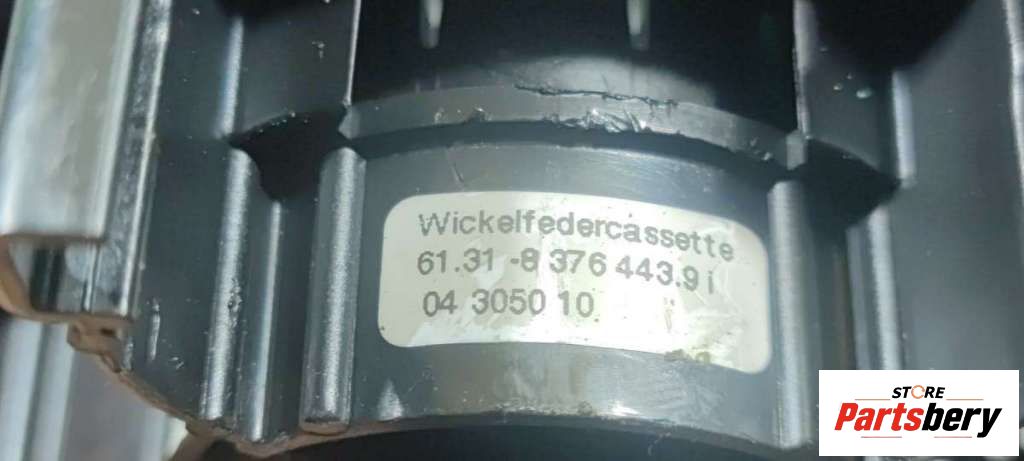 Wickelfedercassette
61.31 -8 376 443.9 i
04 3050 10
STORE
Partsbery